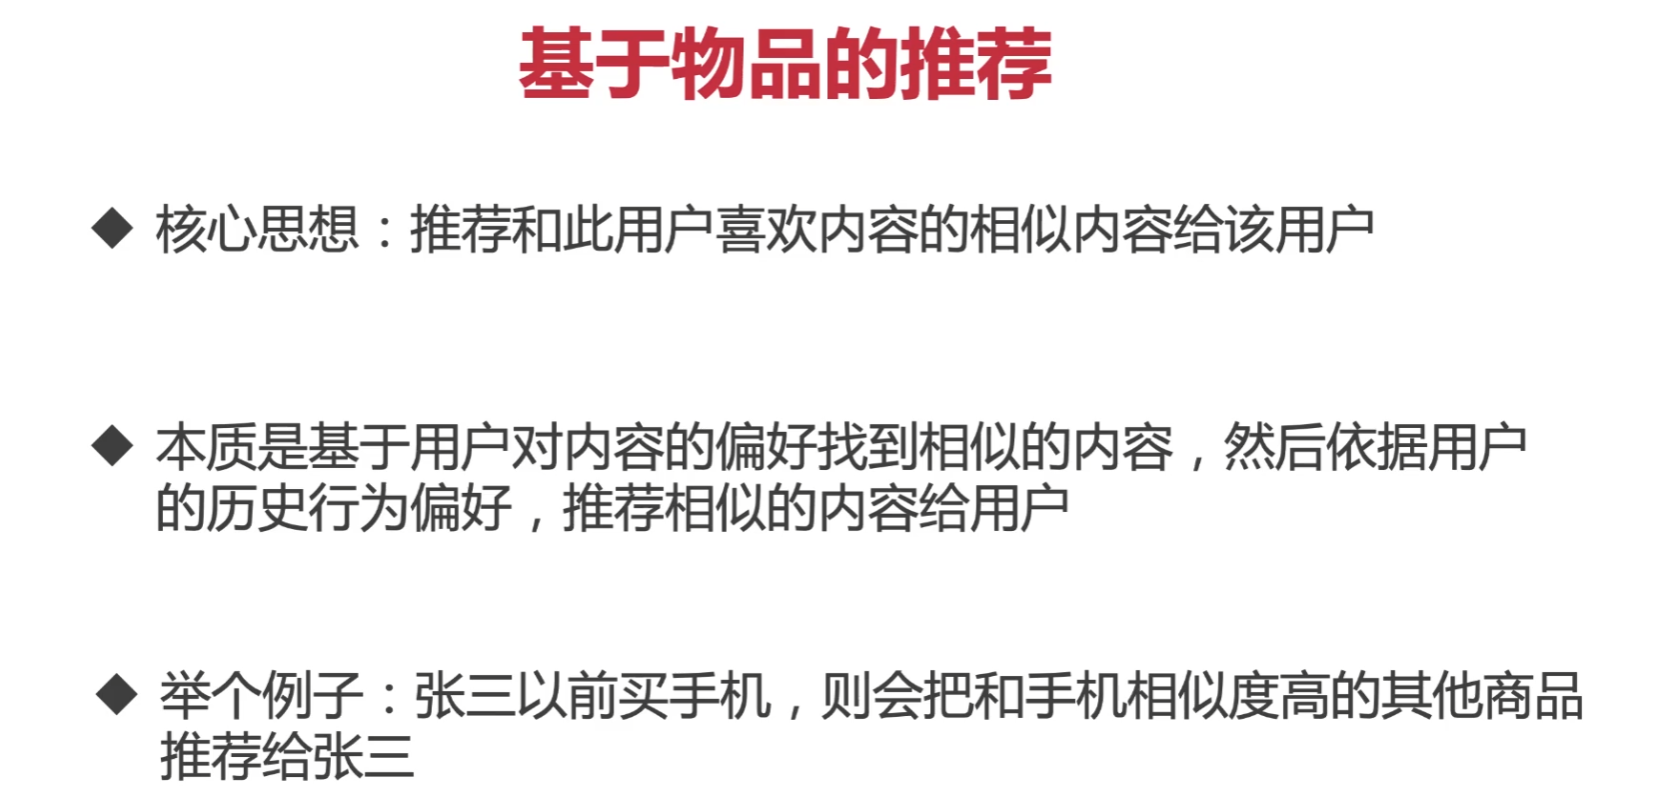 基于物品的推荐
◆ 核心思想：推荐和此用户喜欢内容的相似内容给该用户
◆ 本质是基于用户对内容的偏好找到相似的内容，然后依据用户
的历史行为偏好，推荐相似的内容给用户
◆ 举个例子：张三以前买手机，则会把和手机相似度高的其他商品
推荐给张三